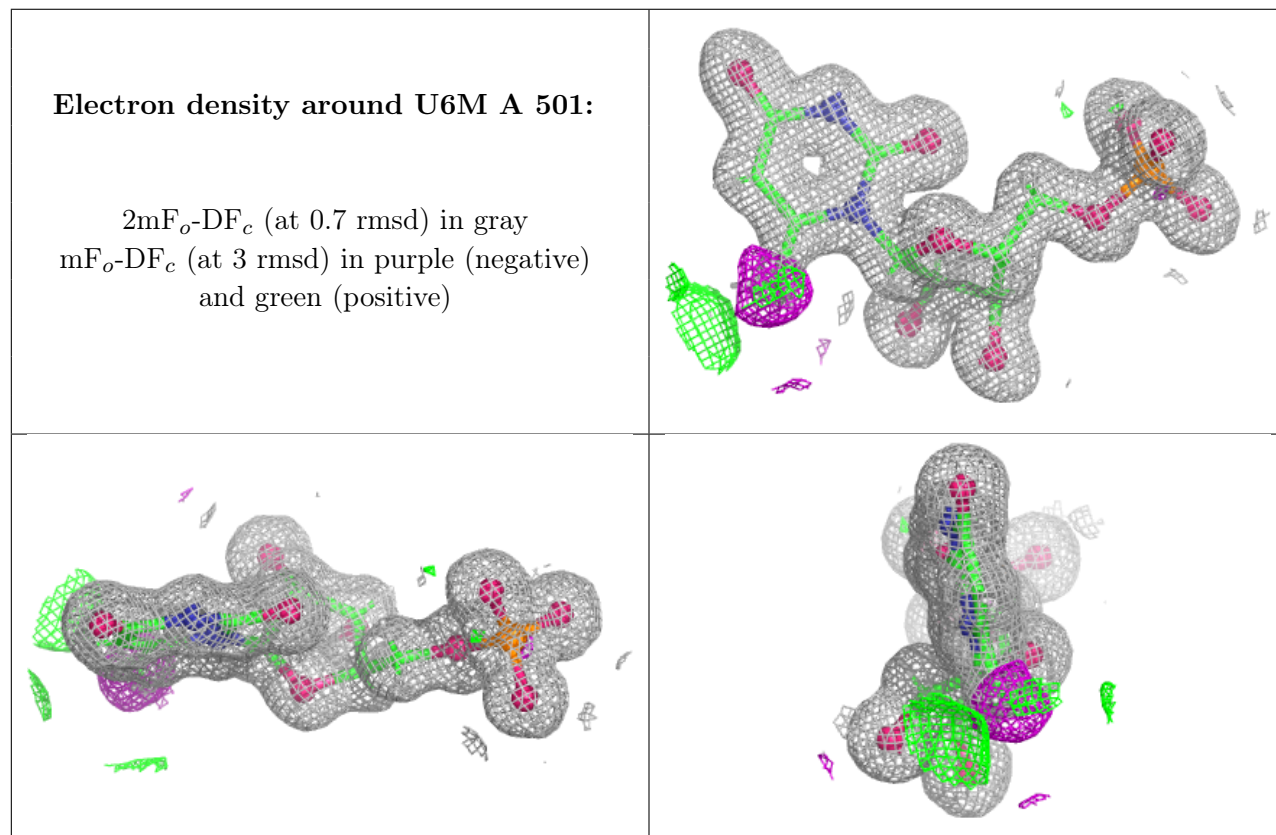 Electron density around U6M A 501:
2mFo-DFc (at 0.7 rmsd) in gray
mFo-DFc (at 3 rmsd) in purple (negative)
and green (positive)